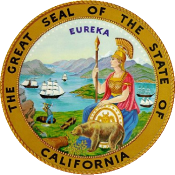 THE GREAT SEAL OF THE STATE OF CALIFORNIA
EUREKA